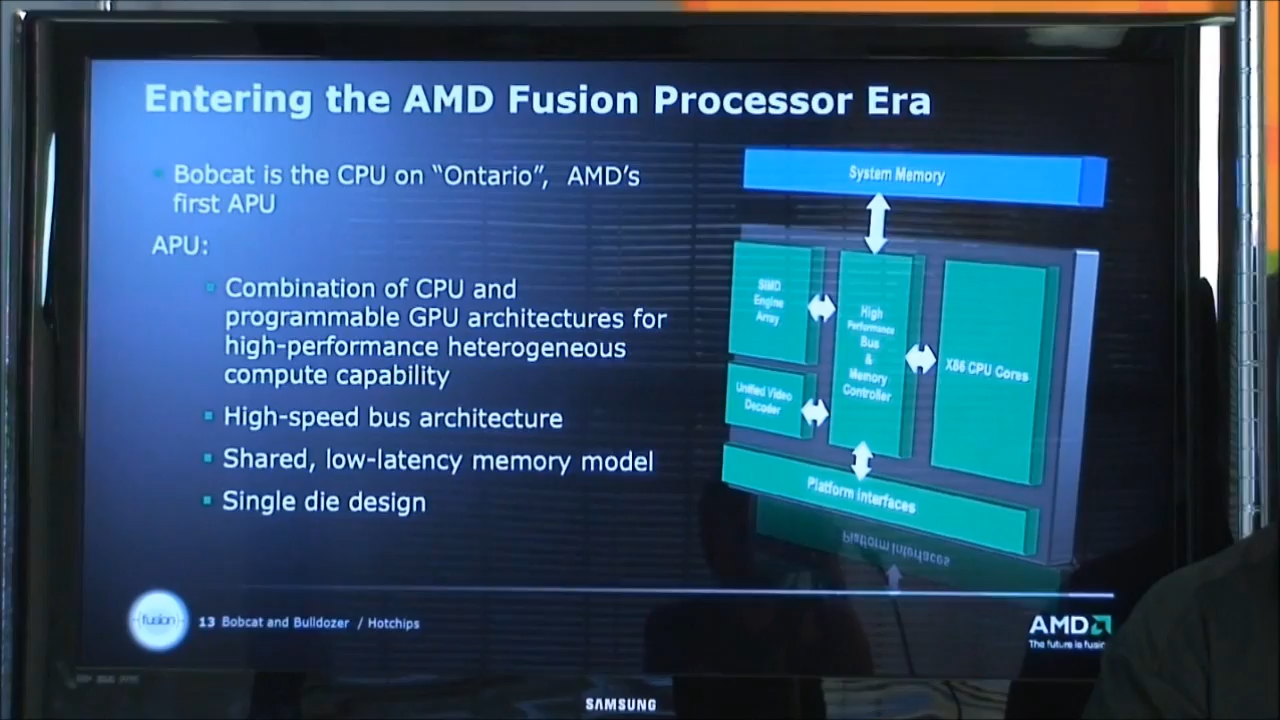 Entering the AMD Fusion Processor Era
Bobcat is the CPU on “Ontario”, AMD’s
first APU
APU:
Combination of CPU and
programmable GPU architectures for
high-performance heterogeneous
compute capability
High-speed bus architecture
Shared, low-latency memory model
Single die design
System Memory
SIMD
Engine
Array
High
Performance
Bus
&
Memory
Controller
X86 CPU Cores
Unified Video
Decoder
Platform Interfaces
Platform Interfaces
fusion
13 Bobcat and Bulldozer / Hotchips
AMD
The future is fusion
SAMSUNG